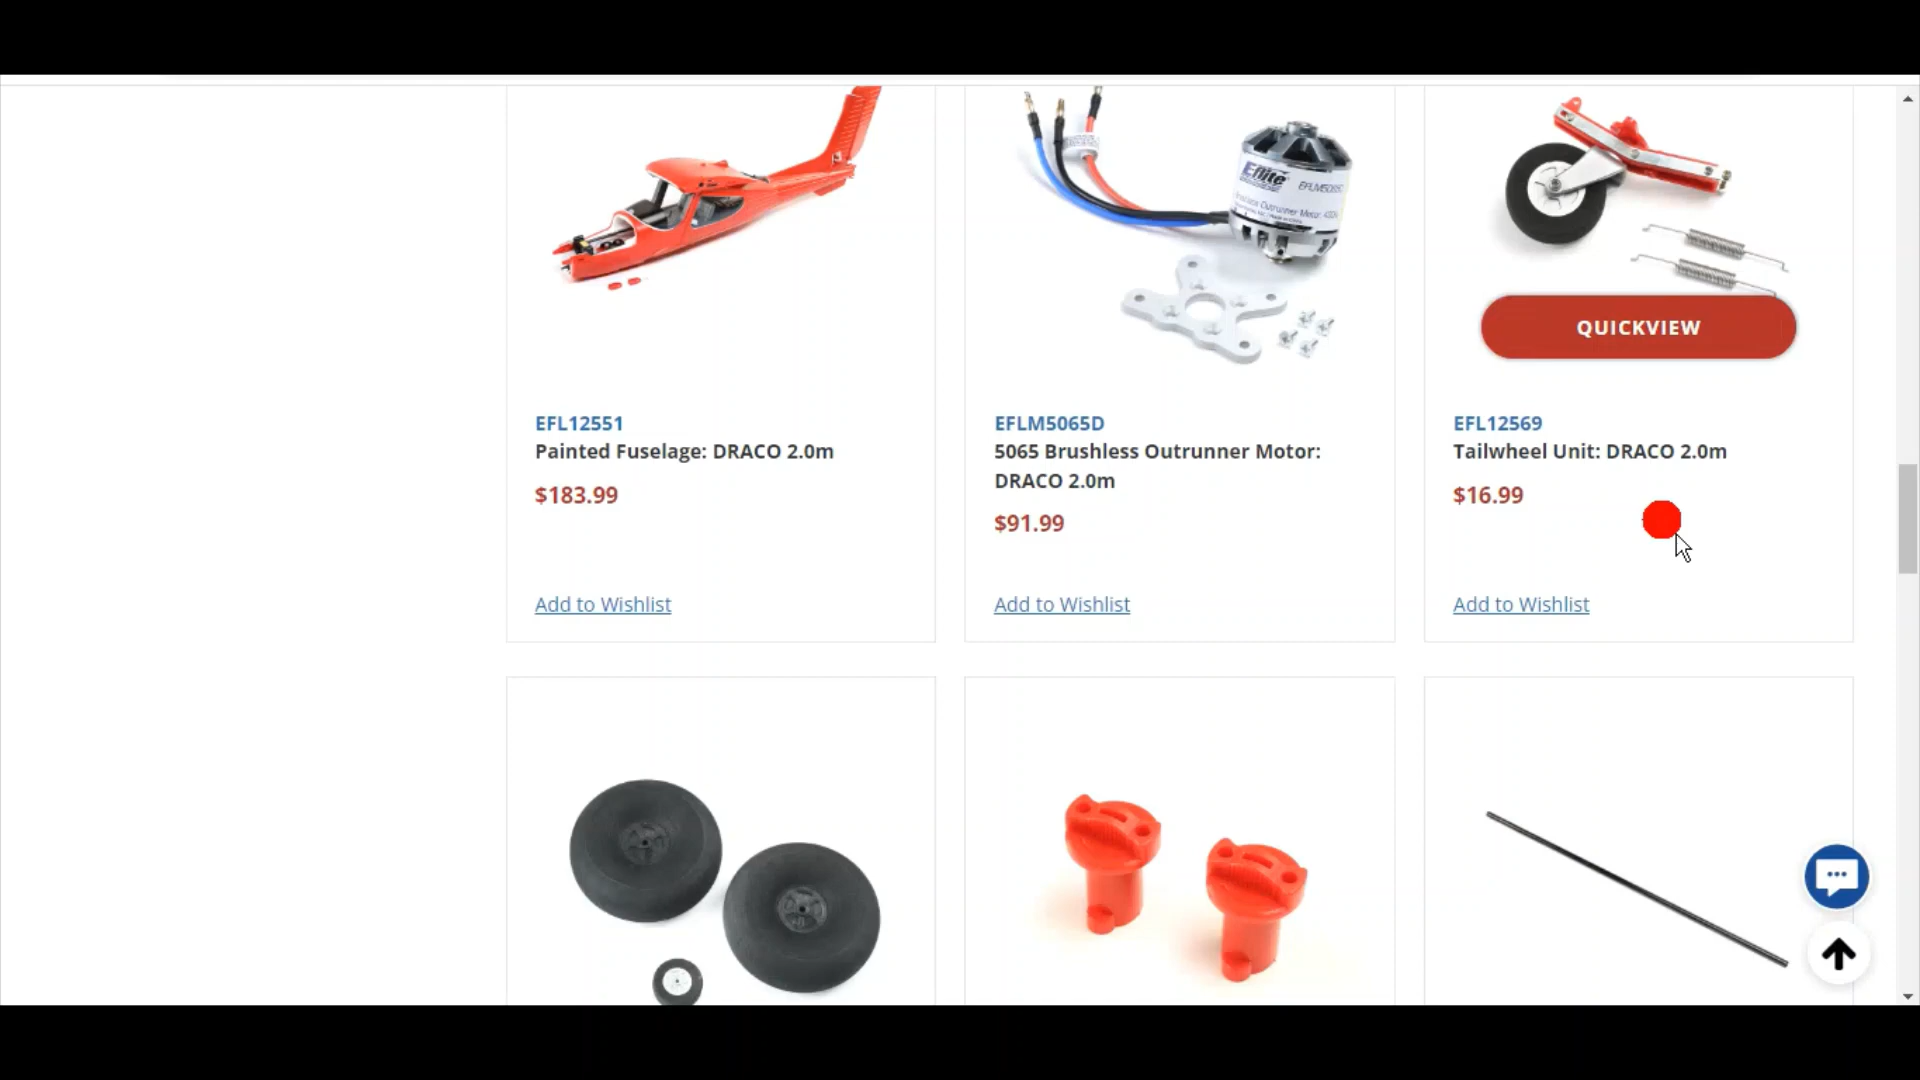 E-flite
QUICKVIEW
EFL12551
Painted Fuselage: DRACO 2.0m
$183.99
Add to Wishlist
EFLM5065D
5065 Brushless Outrunner Motor:
DRACO 2.0m
$91.99
Add to Wishlist
EFL12569
Tailwheel Unit: DRACO 2.0m
$16.99
Add to Wishlist